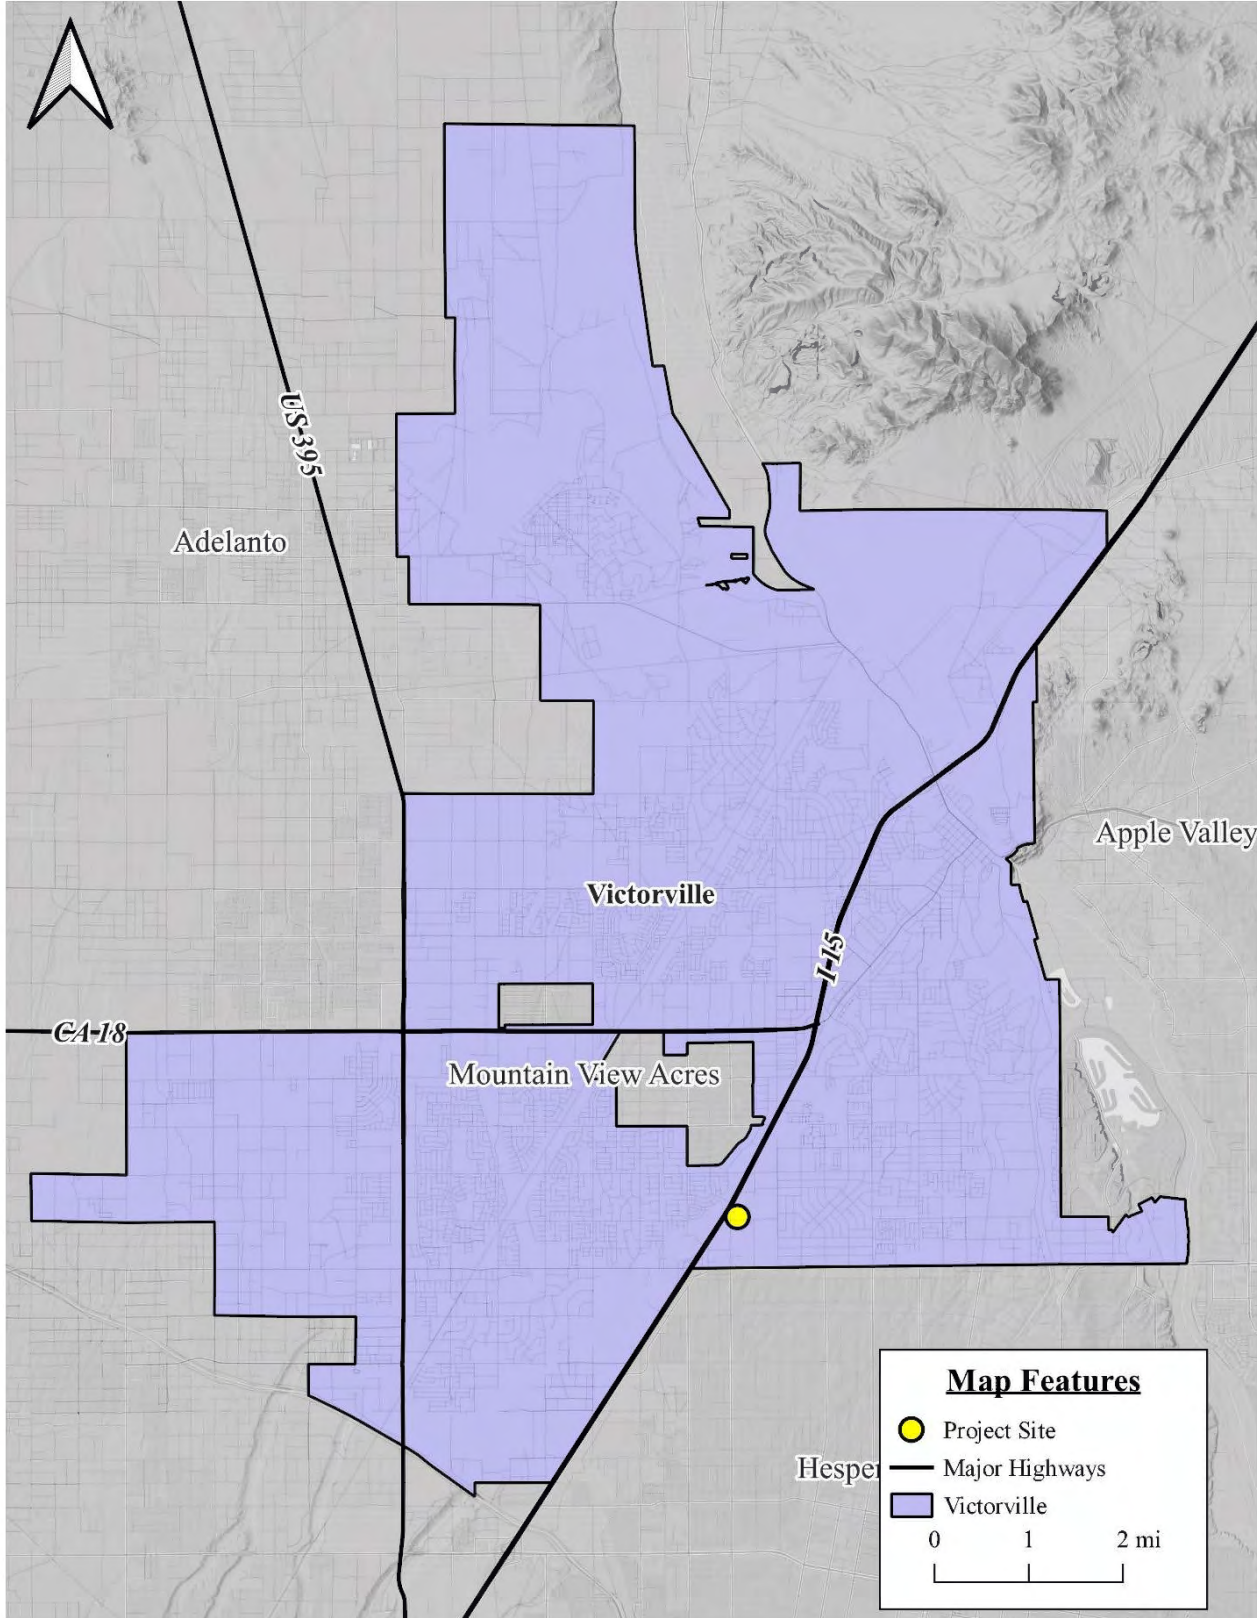 US-395
Adelanto
Apple Valley
Victorville
I-15
CA-18
Mountain View Acres
Hesper
Map Features
Project Site
Major Highways
Victorville
0 1 2 mi